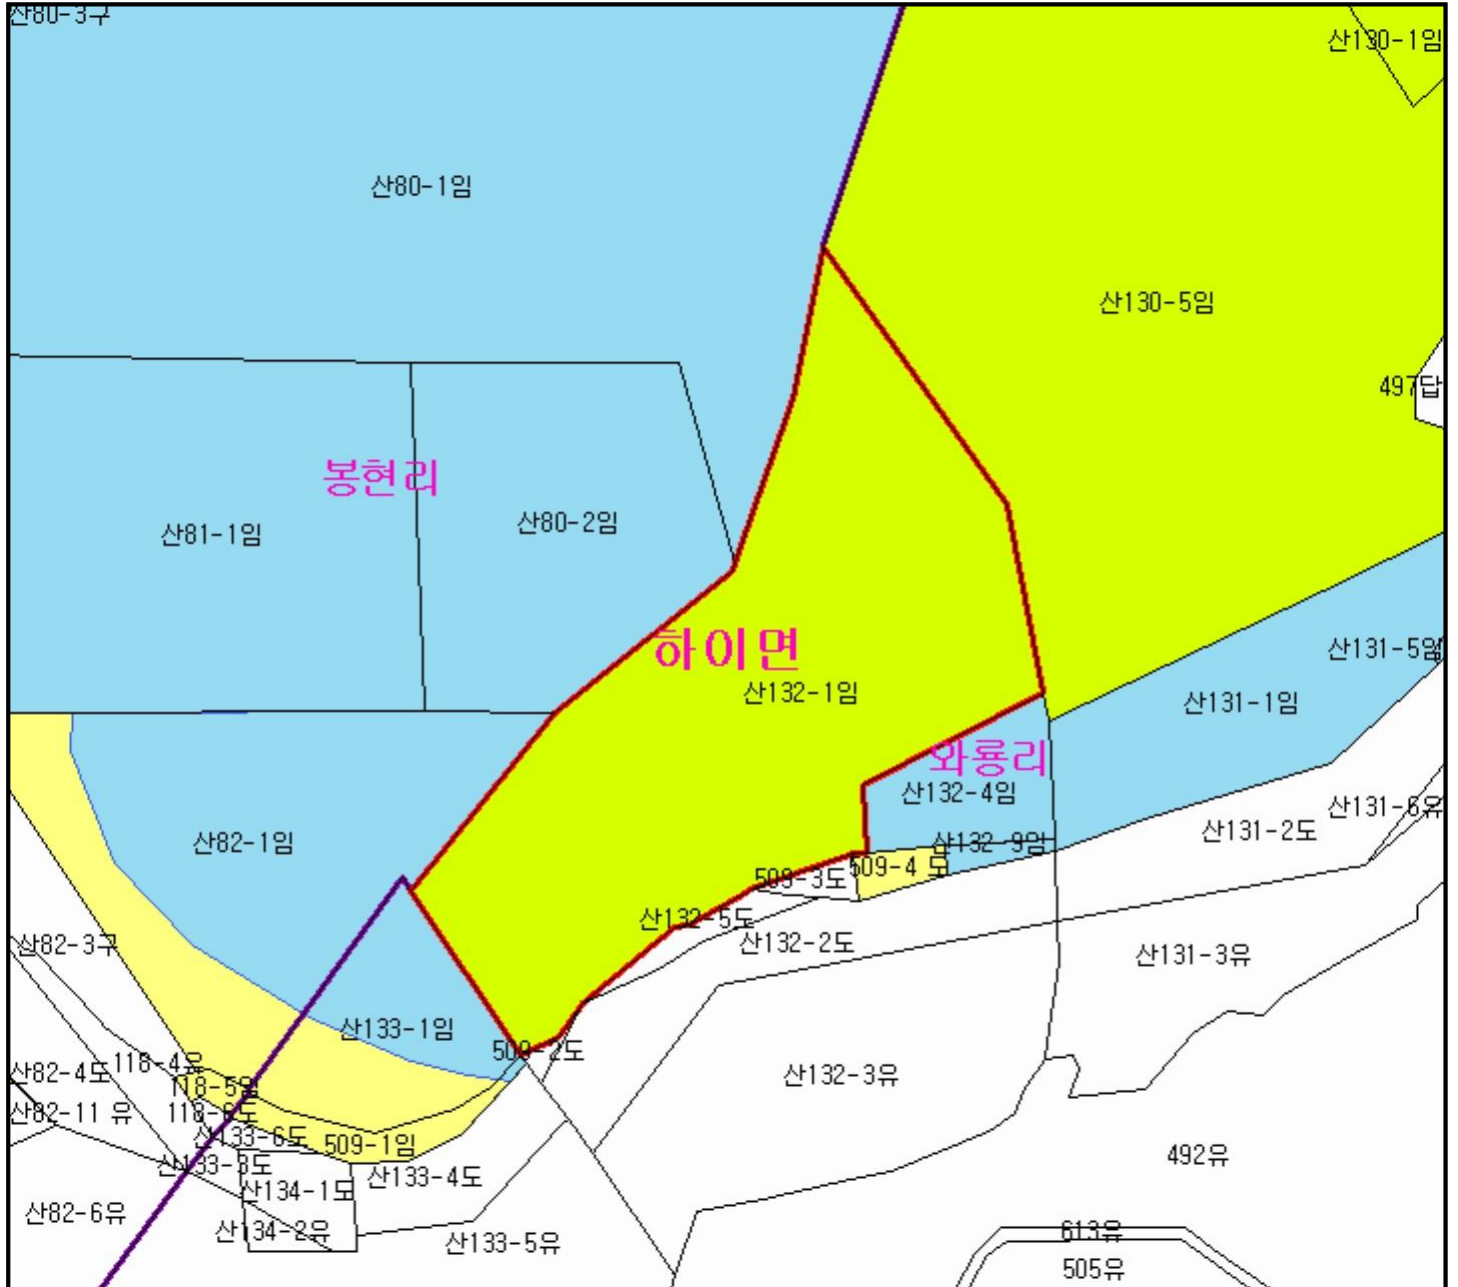 산80-3구
산130-1임
산80-1임
산130-5임
497답
봉현리
산80-2임
산81-1임
하이면
산131-5임
산132-1임
산131-1임
와룡리
산132-4임
산131-6유
산131-2도
산82-1임
산132-9임
509-4 도
509-3도
산132-5도
산132-2도
산82-3구
산131-3유
산133-1임
509-2도
118-4유
산82-4도
산132-3유
118-5임
산82-11 유
118-6도
산133-6도
509-1임
492유
산133-3도
산133-4도
산134-1도
산82-6유
산134-2유
613유
산133-5유
505유